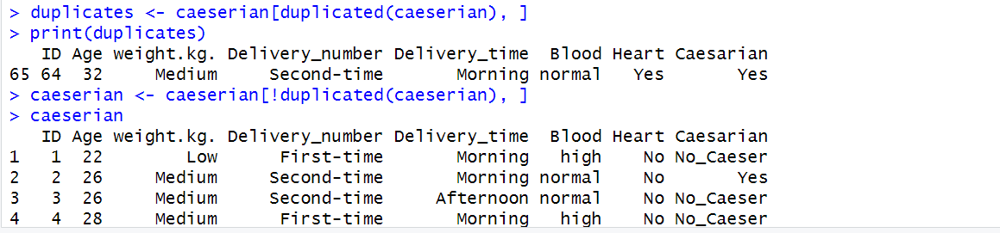 > duplicates <- caeserian[duplicated(caeserian), ]
> print(duplicates)
   ID Age weight.kg. Delivery_number Delivery_time  Blood Heart Caesarian
65 64  32     Medium     Second-time       Morning normal   Yes       Yes
> caeserian <- caeserian[!duplicated(caeserian), ]
> caeserian
   ID Age weight.kg. Delivery_number Delivery_time  Blood Heart Caesarian
1   1  22        Low      First-time       Morning   high    No No_Caeser
2   2  26     Medium     Second-time       Morning normal    No       Yes
3   3  26     Medium     Second-time     Afternoon normal    No No_Caeser
4   4  28     Medium      First-time       Morning   high    No No_Caeser